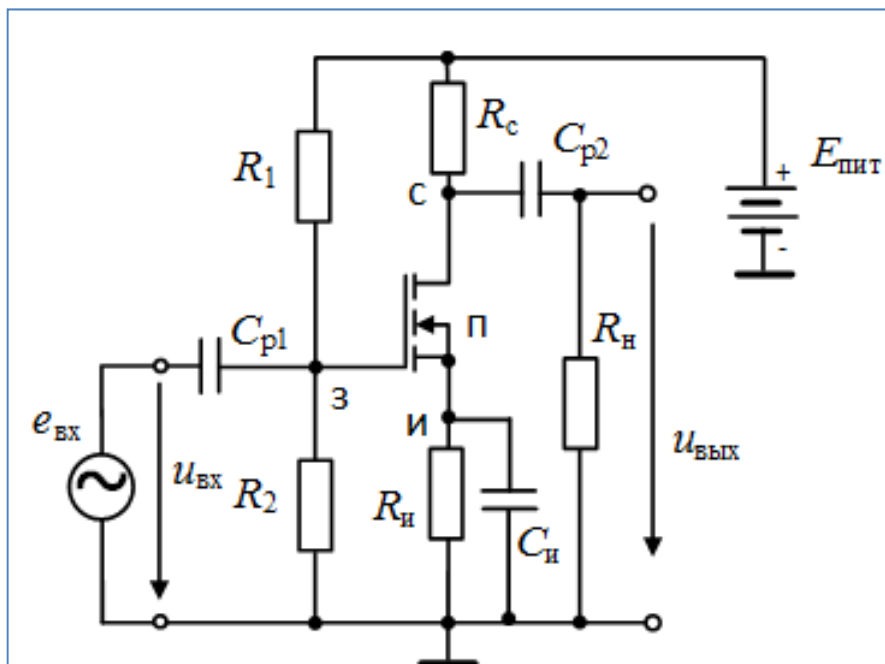 R1
Rс
Cр2
Eпит
+
-
С
Cр1
П
Rн
З
И
eвх
uвх
R2
Rи
Cи
uвых